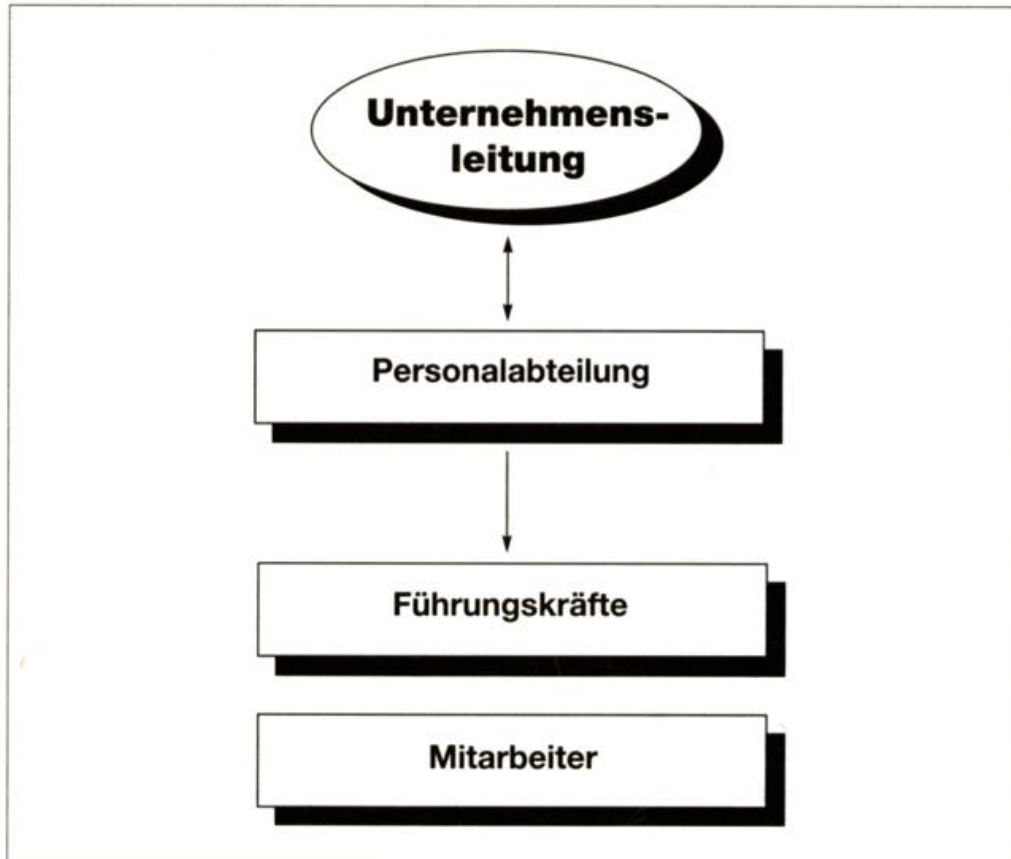 Unternehmens-
leitung
Personalabteilung
Führungskräfte
Mitarbeiter